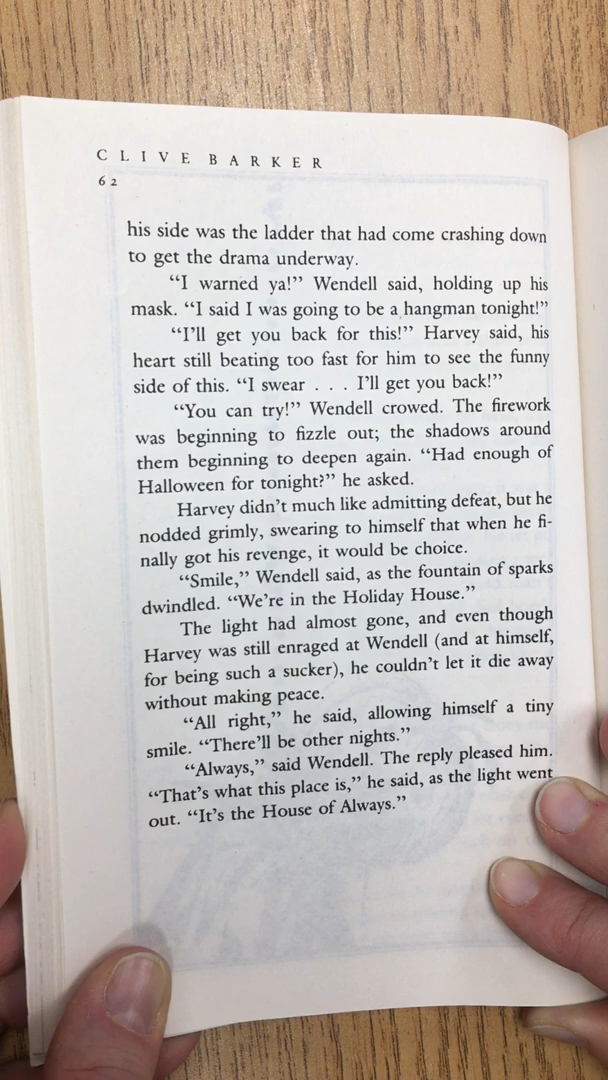 CLIVE BARKER
62
his side was the ladder that had come crashing down
to get the drama underway.
“I warned ya!” Wendell said, holding up his
mask. “I said I was going to be a hangman tonight!”
“I’ll get you back for this!” Harvey said, his
heart still beating too fast for him to see the funny
side of this. “I swear . . . I’ll get you back!”
“You can try!” Wendell crowed. The firework
was beginning to fizzle out; the shadows around
them beginning to deepen again. “Had enough of
Halloween for tonight?” he asked.
Harvey didn’t much like admitting defeat, but he
nodded grimly, swearing to himself that when he fi-
nally got his revenge, it would be choice.
“Smile,” Wendell said, as the fountain of sparks
dwindled. “We’re in the Holiday House.”
The light had almost gone, and even though
Harvey was still enraged at Wendell (and at himself,
for being such a sucker), he couldn’t let it die away
without making peace.
“All right,” he said, allowing himself a tiny
smile. “There’ll be other nights.”
“Always,” said Wendell. The reply pleased him.
“That’s what this place is,” he said, as the light went
out. “It’s the House of Always.”